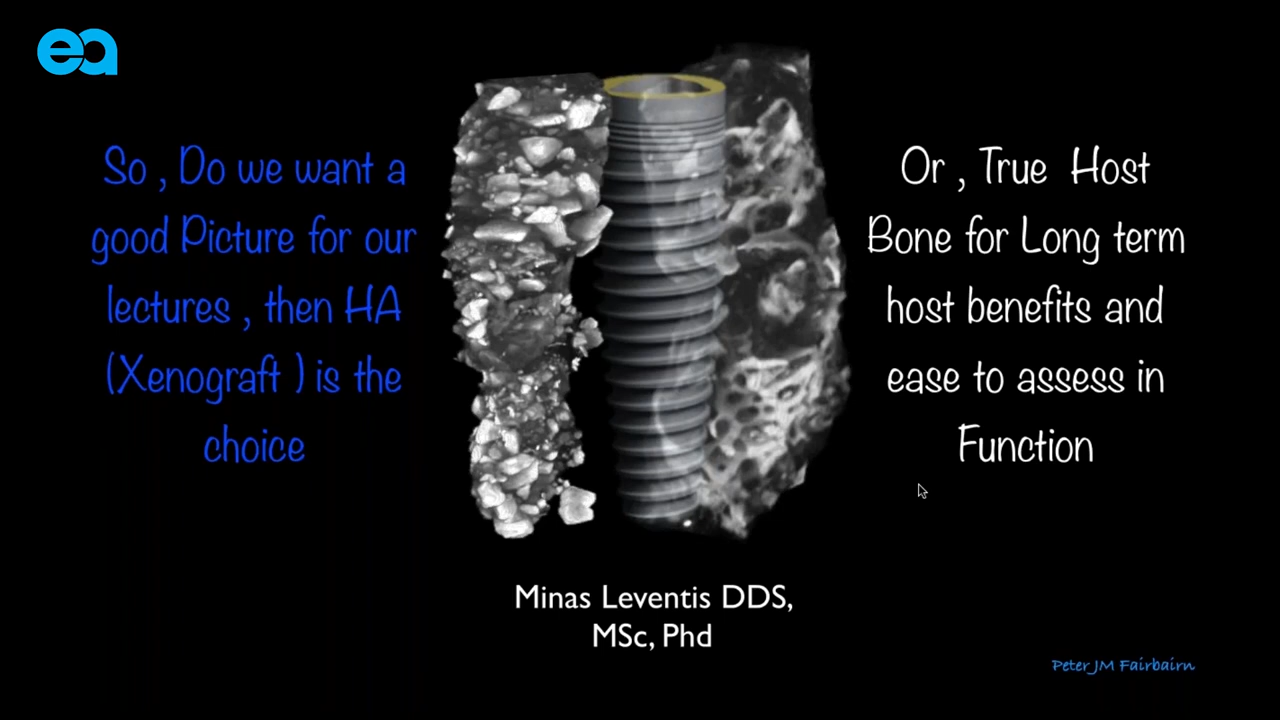 ea
So , Do we want a
good Picture for our
lectures , then HA
(Xenograft ) is the
choice
Or , True Host
Bone for Long term
host benefits and
ease to assess in
Function
Minas Leventis DDS,
MSc, Phd
Peter JM Fairbairn